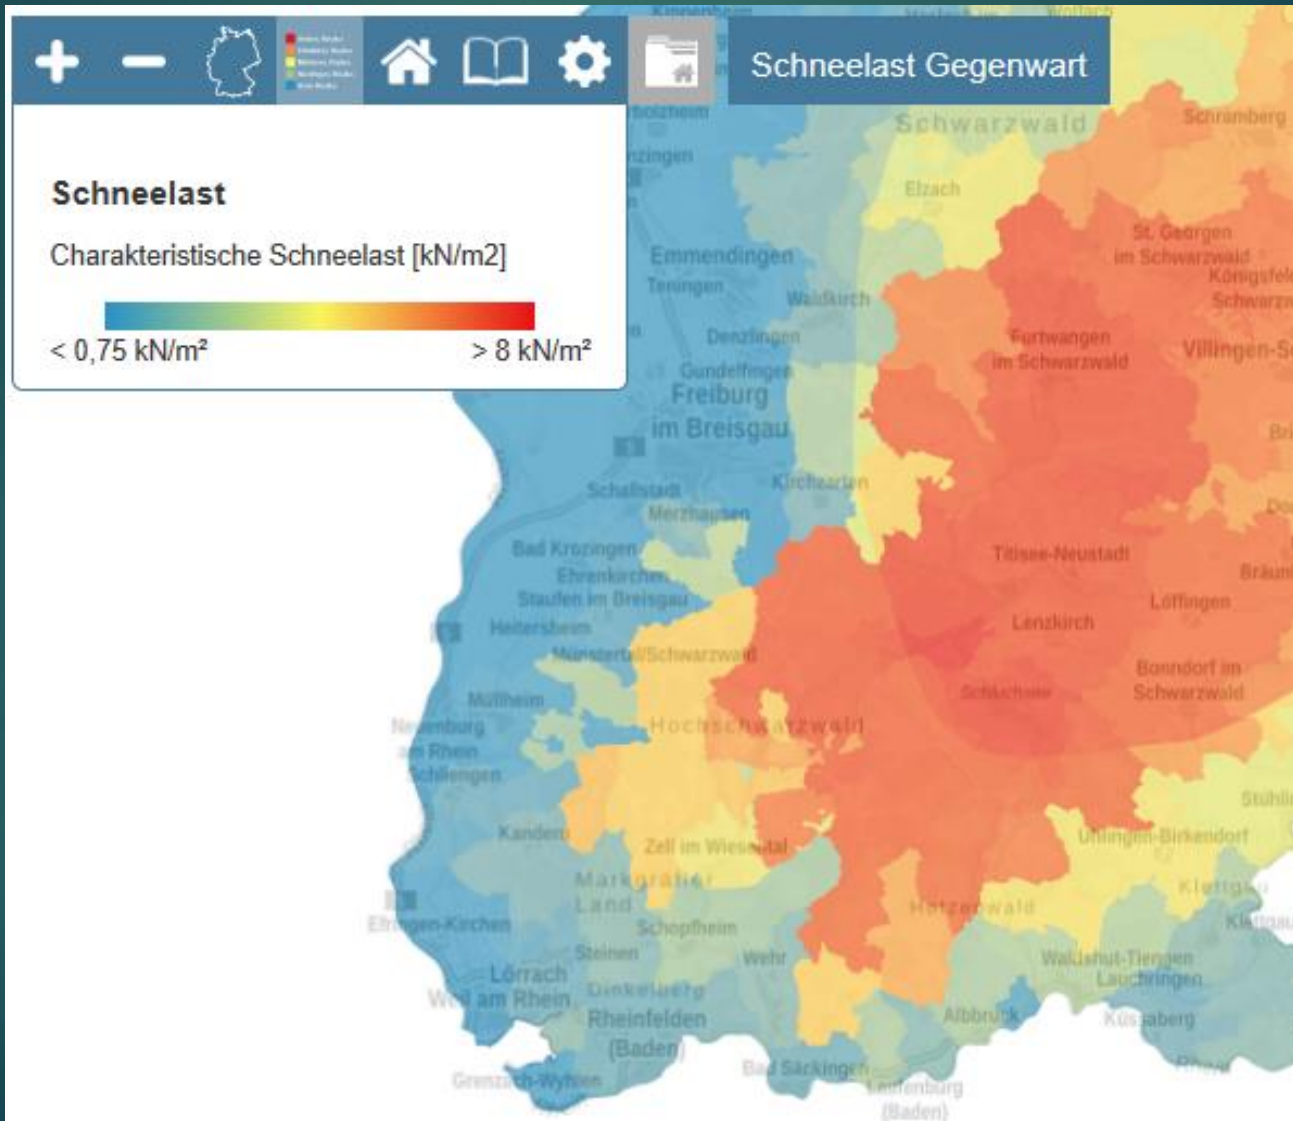 Schneelast Gegenwart
Schneelast
Charakteristische Schneelast [kN/m2]
< 0,75 kN/m²
> 8 kN/m²
Schwarzwald
Schramberg
Elzach
Emmendingen
Teningen
St. Georgen
im Schwarzwald
Waldkirch
Denzlingen
Furtwangen
im Schwarzwald
Gundelfingen
Freiburg
im Breisgau
Kirchzarten
Schallstadt
Merzhausen
Bad Krozingen
Titisee-Neustadt
Ehrenkirchen
Staufen im Breisgau
Löffingen
Lenzkirch
Heitersheim
Münstertal/Schwarzwald
Bonndorf im
Schwarzwald
Schluchsee
Müllheim
Hochschwarzwald
Neuenburg
am Rhein
Schliengen
Kandern
Zell im Wiesental
Ühlingen-Birkendorf
Markgräfler
Land
Klettgau
Hotzenwald
Efringen-Kirchen
Schopfheim
Steinen
Wehr
Waldshut-Tiengen
Lauchringen
Lörrach
Weil am Rhein
Dinkelberg
Rheinfelden
(Baden)
Albbruck
Küssaberg
Bad Säckingen
Grenzach-Wyhlen
Laufenburg
(Baden)